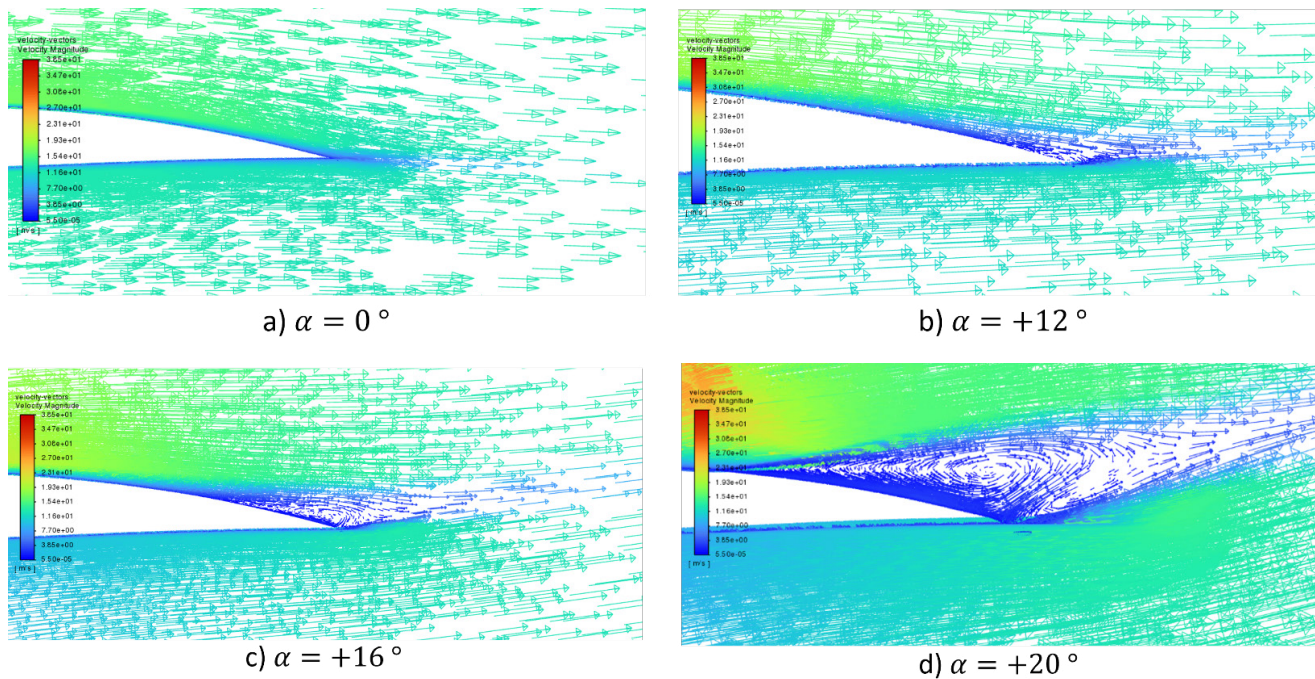 velocity-vectors
Velocity Magnitude
3.85e+01
3.47e+01
3.08e+01
2.70e+01
2.31e+01
1.93e+01
1.54e+01
1.16e+01
7.70e+00
3.85e+00
5.50e-05
[ m/s ]
a) α = 0 °
velocity-vectors
Velocity Magnitude
3.85e+01
3.47e+01
3.08e+01
2.70e+01
2.31e+01
1.93e+01
1.54e+01
1.16e+01
7.70e+00
3.85e+00
5.50e-05
[ m/s ]
b) α = +12 °
velocity-vectors
Velocity Magnitude
3.85e+01
3.47e+01
3.08e+01
2.70e+01
2.31e+01
1.93e+01
1.54e+01
1.16e+01
7.70e+00
3.85e+00
5.50e-05
[ m/s ]
c) α = +16 °
velocity-vectors
Velocity Magnitude
3.85e+01
3.47e+01
3.08e+01
2.70e+01
2.31e+01
1.93e+01
1.54e+01
1.16e+01
7.70e+00
3.85e+00
5.50e-05
[ m/s ]
d) α = +20 °